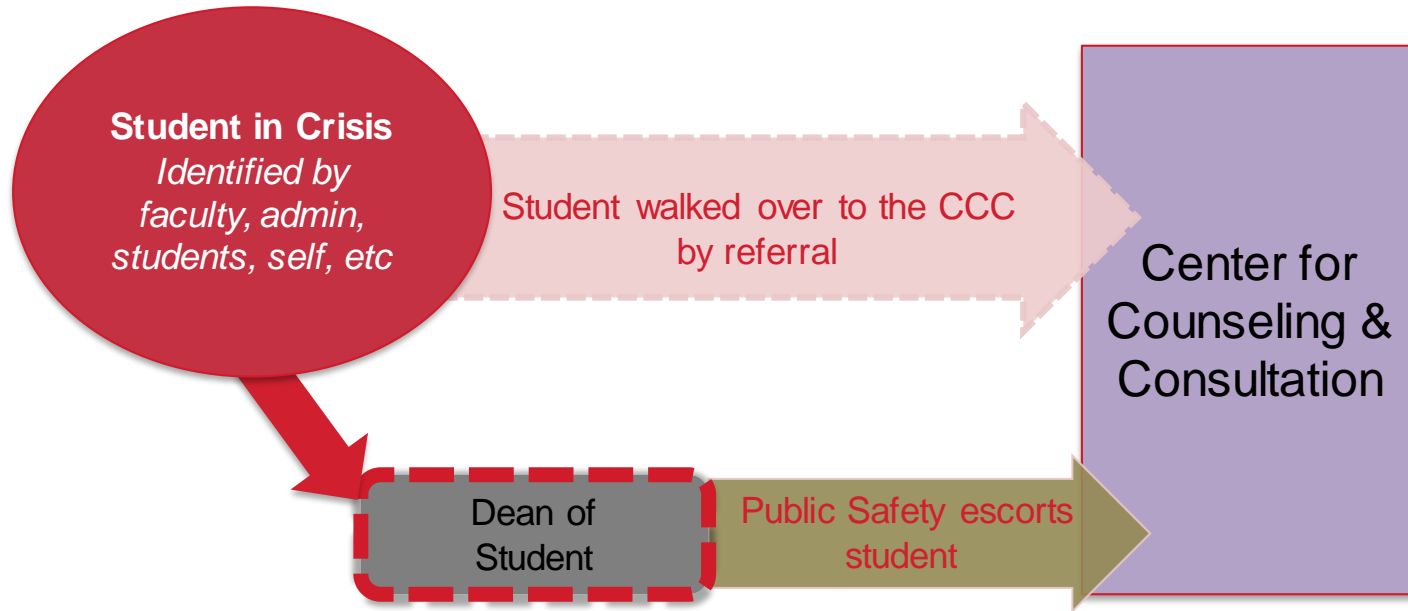 Student in Crisis
Identified by
faculty, admin,
students, self, etc
Student walked over to the CCC
by referral
Center for
Counseling &
Consultation
Dean of
Student
Public Safety escorts
student